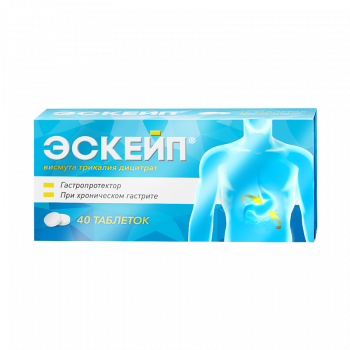 ЭСКЕЙП®
висмута трикалия дицитрат
Гастропротектор
При хроническом гастрите
40 ТАБЛЕТОК